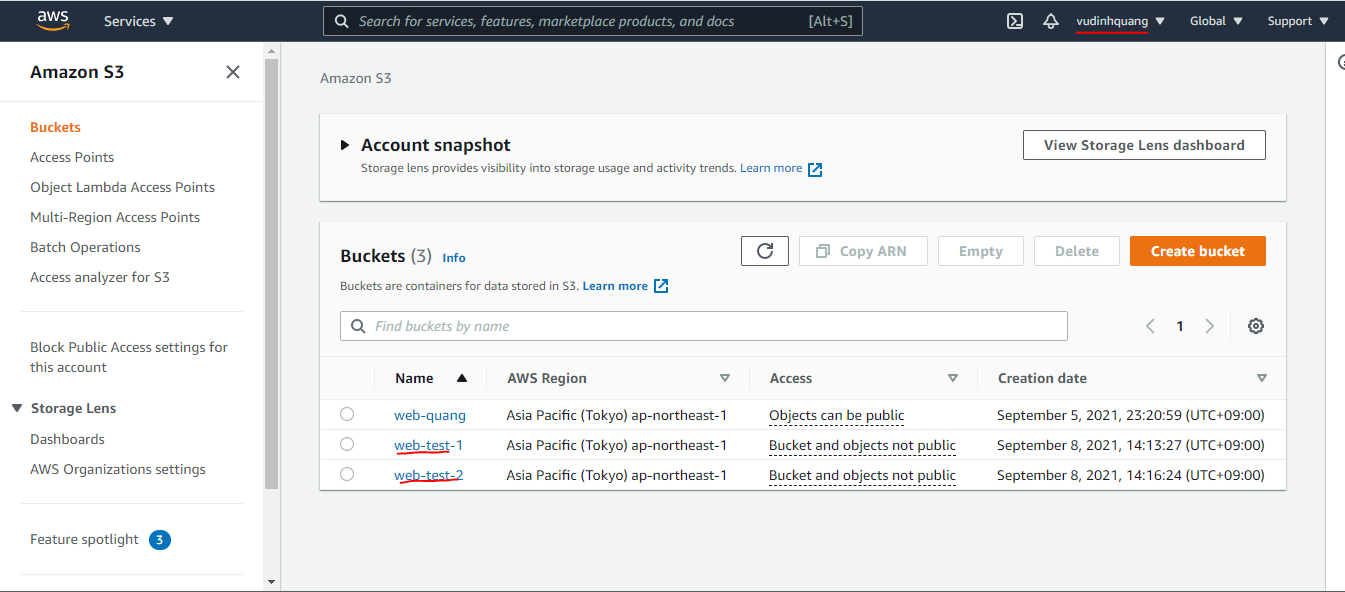 aws Services Search for services, features, marketplace products, and docs [Alt+S] vudinhquang Global Support
Amazon S3
Buckets
Access Points
Object Lambda Access Points
Multi-Region Access Points
Batch Operations
Access analyzer for S3
Block Public Access settings for
this account
Storage Lens
Dashboards
AWS Organizations settings
Feature spotlight 3
Amazon S3
Account snapshot
Storage lens provides visibility into storage usage and activity trends. Learn more
View Storage Lens dashboard
Buckets (3) Info
Copy ARN Empty Delete Create bucket
Buckets are containers for data stored in S3. Learn more
Find buckets by name
1
Name AWS Region Access Creation date
web-quang Asia Pacific (Tokyo) ap-northeast-1 Objects can be public September 5, 2021, 23:20:59 (UTC+09:00)
web-test-1 Asia Pacific (Tokyo) ap-northeast-1 Bucket and objects not public September 8, 2021, 14:13:27 (UTC+09:00)
web-test-2 Asia Pacific (Tokyo) ap-northeast-1 Bucket and objects not public September 8, 2021, 14:16:24 (UTC+09:00)